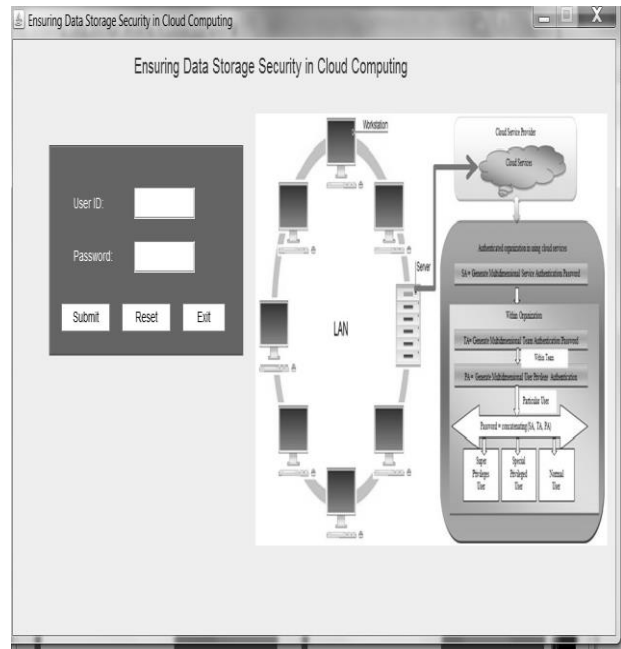 Ensuring Data Storage Security in Cloud Computing
X
Ensuring Data Storage Security in Cloud Computing
User ID:
Password:
Submit
Reset
Exit
Workstation
LAN
Server
Cloud Service Provider
Cloud Services
Authenticated organization in using cloud services
SA = Generate Multidimensional Service Authentication Password
Within Organization
TA= Generate Multidimensional Team Authentication Password
Within Team
PA = Generate Multidimensional User Privilege Authentication
Particular User
Password = concatenating(SA, TA, PA)
Super
Privileges
User
Special
Privileged
User
Normal
User